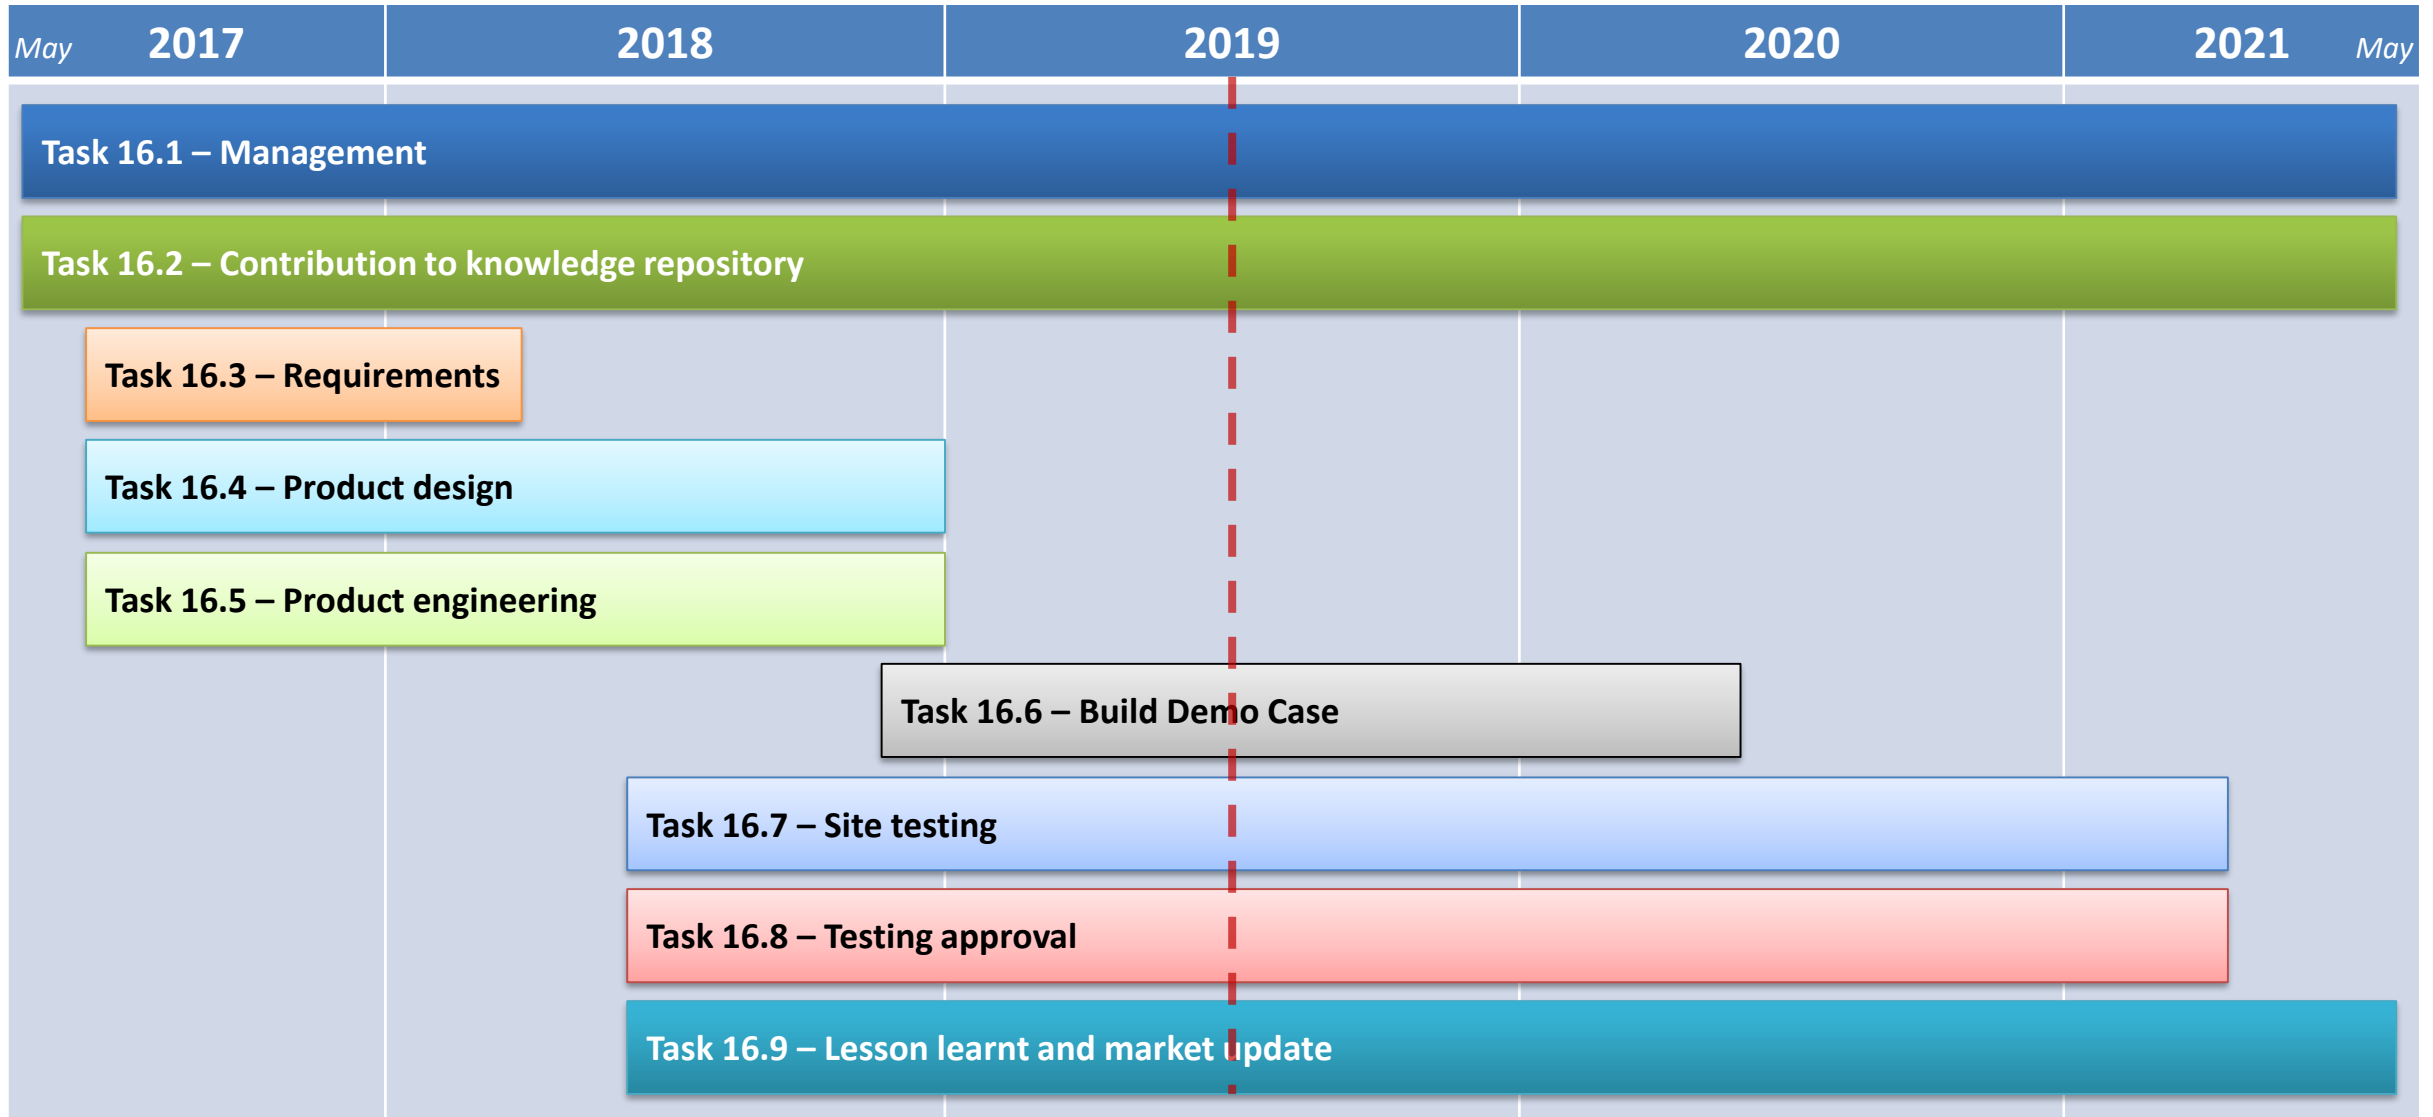 May 2017 2018 2019 2020 2021 May
Task 16.1 – Management
Task 16.2 – Contribution to knowledge repository
Task 16.3 – Requirements
Task 16.4 – Product design
Task 16.5 – Product engineering
Task 16.6 – Build Demo Case
Task 16.7 – Site testing
Task 16.8 – Testing approval
Task 16.9 – Lesson learnt and market update